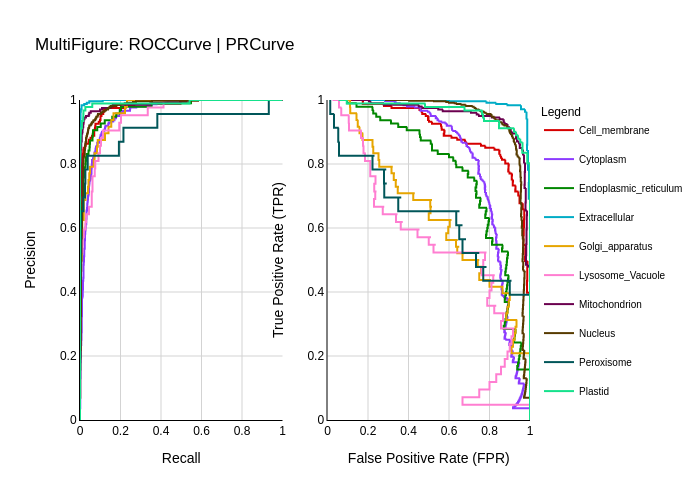 MultiFigure: ROCCurve | PRCurve
Precision
1
0.8
0.6
0.4
0.2
0
0
0.2
0.4
0.6
0.8
1
Recall
True Positive Rate (TPR)
1
0.8
0.6
0.4
0.2
0
0
0.2
0.4
0.6
0.8
1
False Positive Rate (FPR)
Legend
Cell_membrane
Cytoplasm
Endoplasmic_reticulum
Extracellular
Golgi_apparatus
Lysosome_Vacuole
Mitochondrion
Nucleus
Peroxisome
Plastid